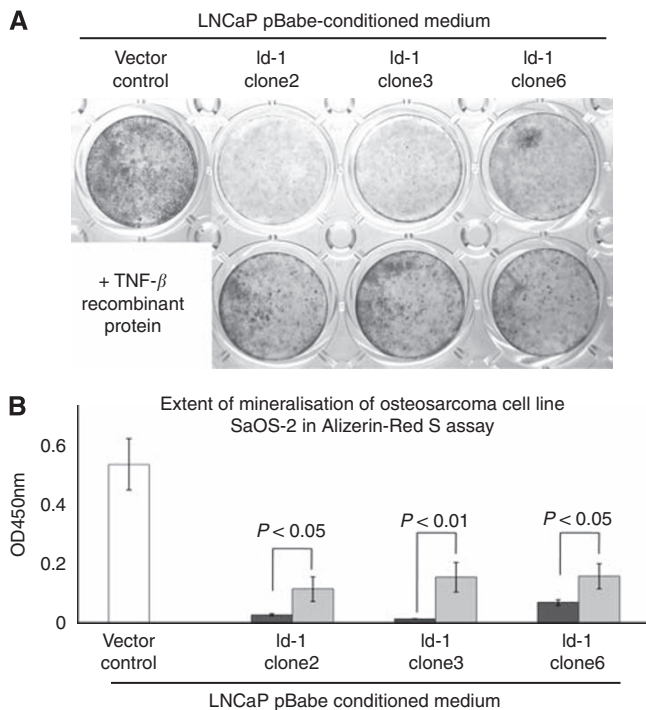 A
LNCaP pBabe-conditioned medium
Vector
control
Id-1
clone2
Id-1
clone3
Id-1
clone6
+ TNF-β
recombinant
protein
B
Extent of mineralisation of osteosarcoma cell line
SaOS-2 in Alizerin-Red S assay
OD450nm
0.6
0.4
0.2
0
P < 0.05
P < 0.01
P < 0.05
Vector
control
Id-1
clone2
Id-1
clone3
Id-1
clone6
LNCaP pBabe conditioned medium